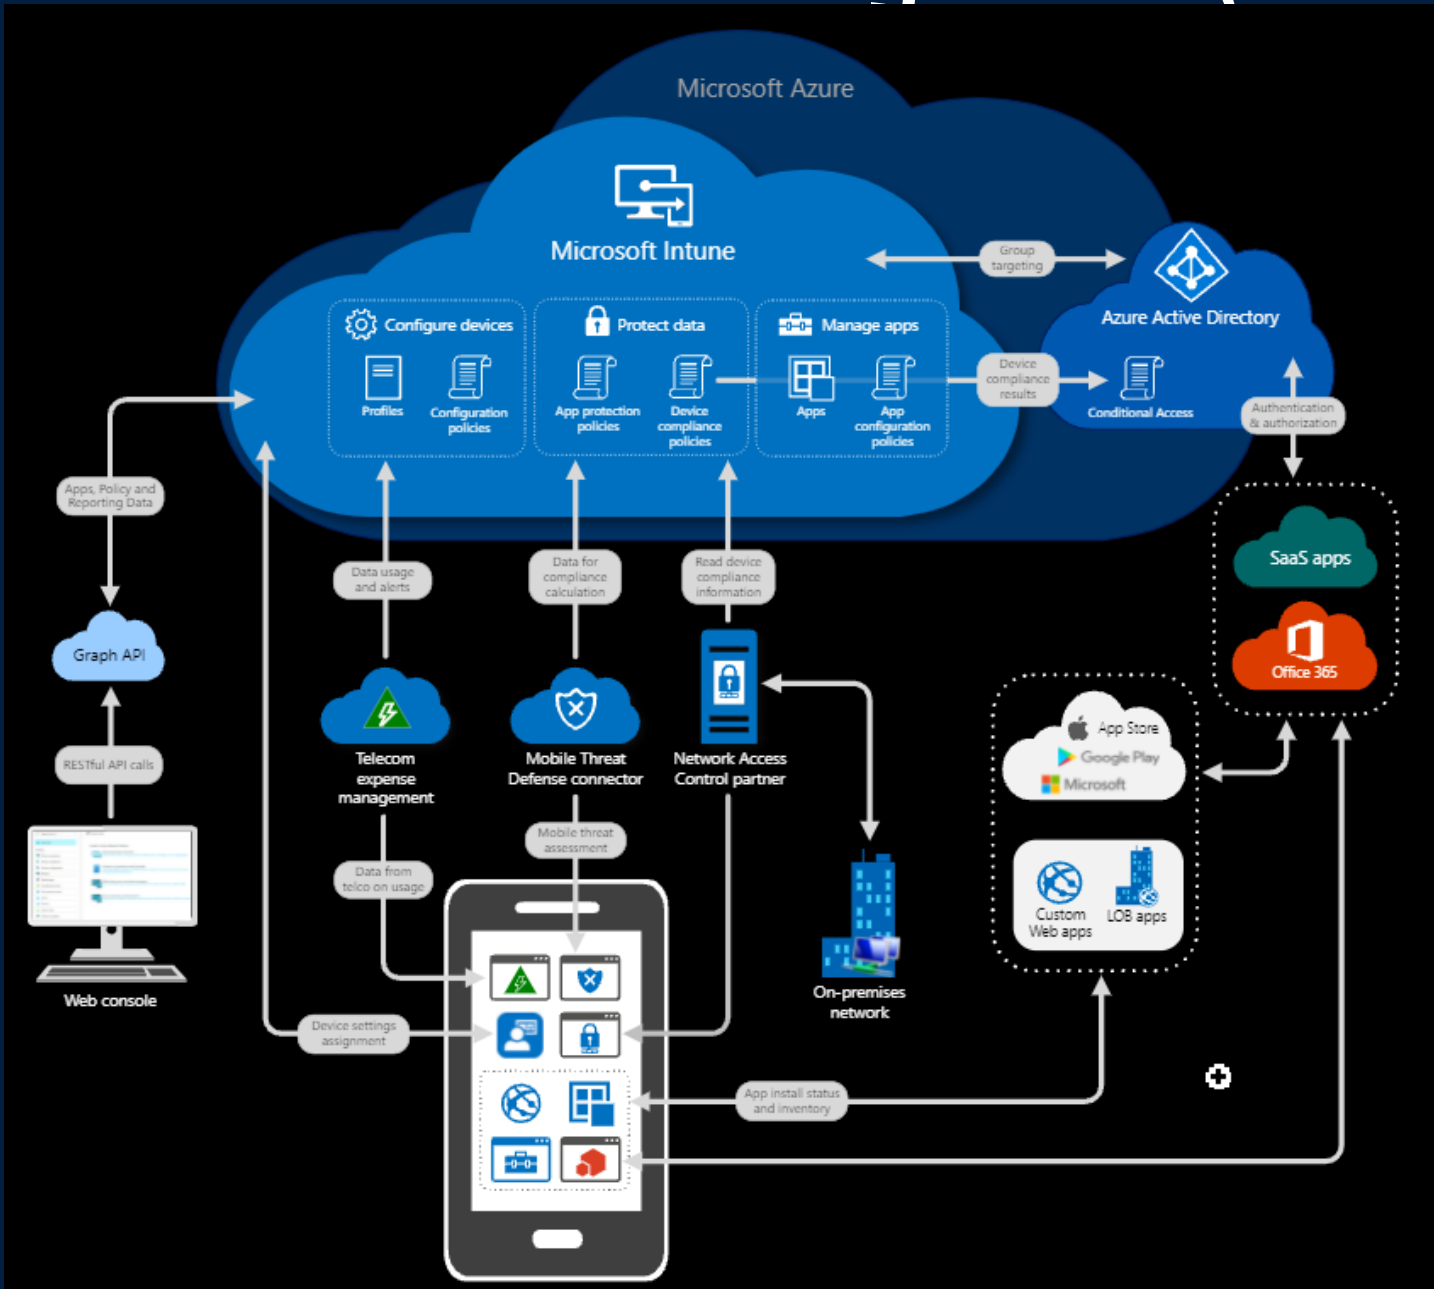 Microsoft Azure
Microsoft Intune
Group
targeting
Azure Active Directory
Configure devices
Protect data
Manage apps
Profiles
Configuration
policies
App protection
policies
Device
compliance
policies
Apps
App
configuration
policies
Device
compliance
results
Conditional Access
Authentication
& authorization
Apps, Policy and
Reporting Data
Data usage
and alerts
Data for
compliance
calculation
Read device
compliance
information
SaaS apps
Office 365
Graph API
RESTful API calls
Telecom
expense
management
Mobile Threat
Defense connector
Network Access
Control partner
App Store
Google Play
Microsoft
Mobile threat
assessment
Data from
telco on usage
Custom
Web apps
LOB apps
Web console
On-premises
network
Device settings
assignment
App install status
and inventory